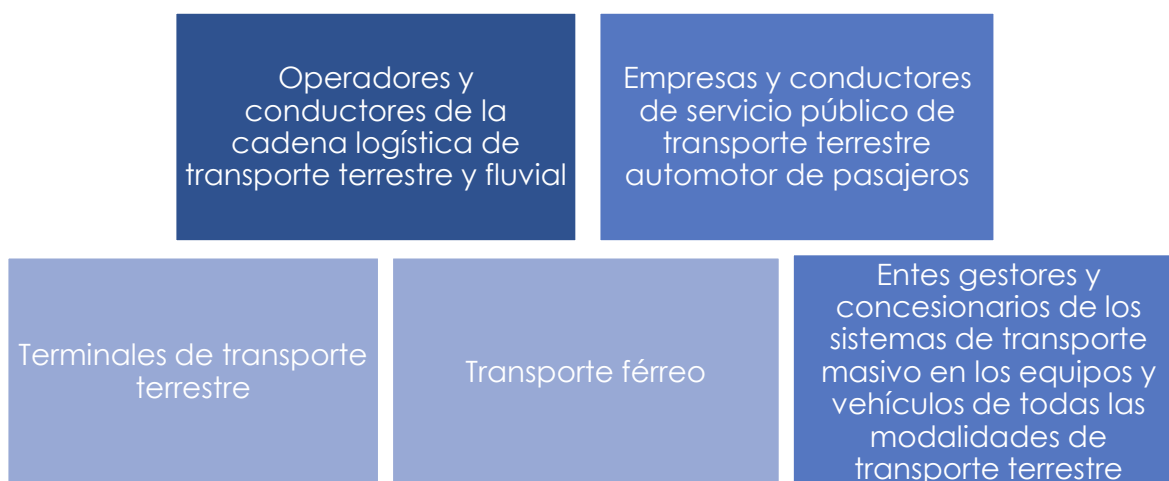 Operadores y
conductores de la
cadena logística de
transporte terrestre y fluvial
Empresas y conductores
de servicio público de
transporte terrestre
automotor de pasajeros
Terminales de transporte
terrestre
Transporte férreo
Entes gestores y
concesionarios de los
sistemas de transporte
masivo en los equipos y
vehículos de todas las
modalidades de
transporte terrestre